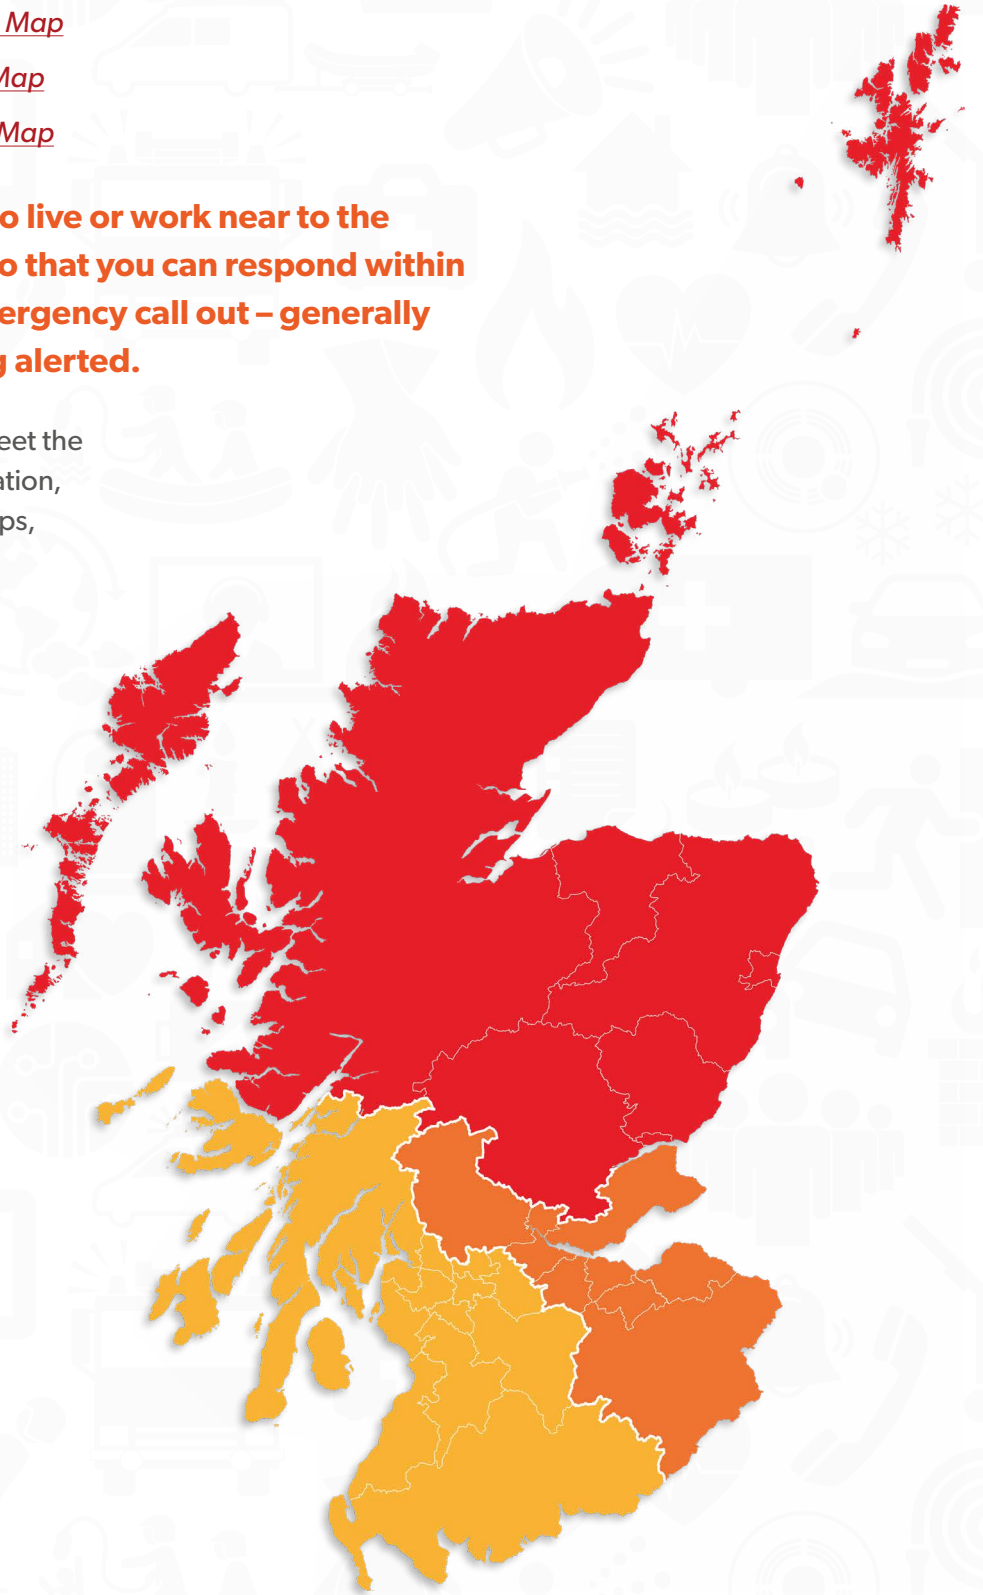 Map
Map
Map
o live or work near to the
o that you can respond within
ergency call out – generally
g alerted.
eet the
ation,
ps,